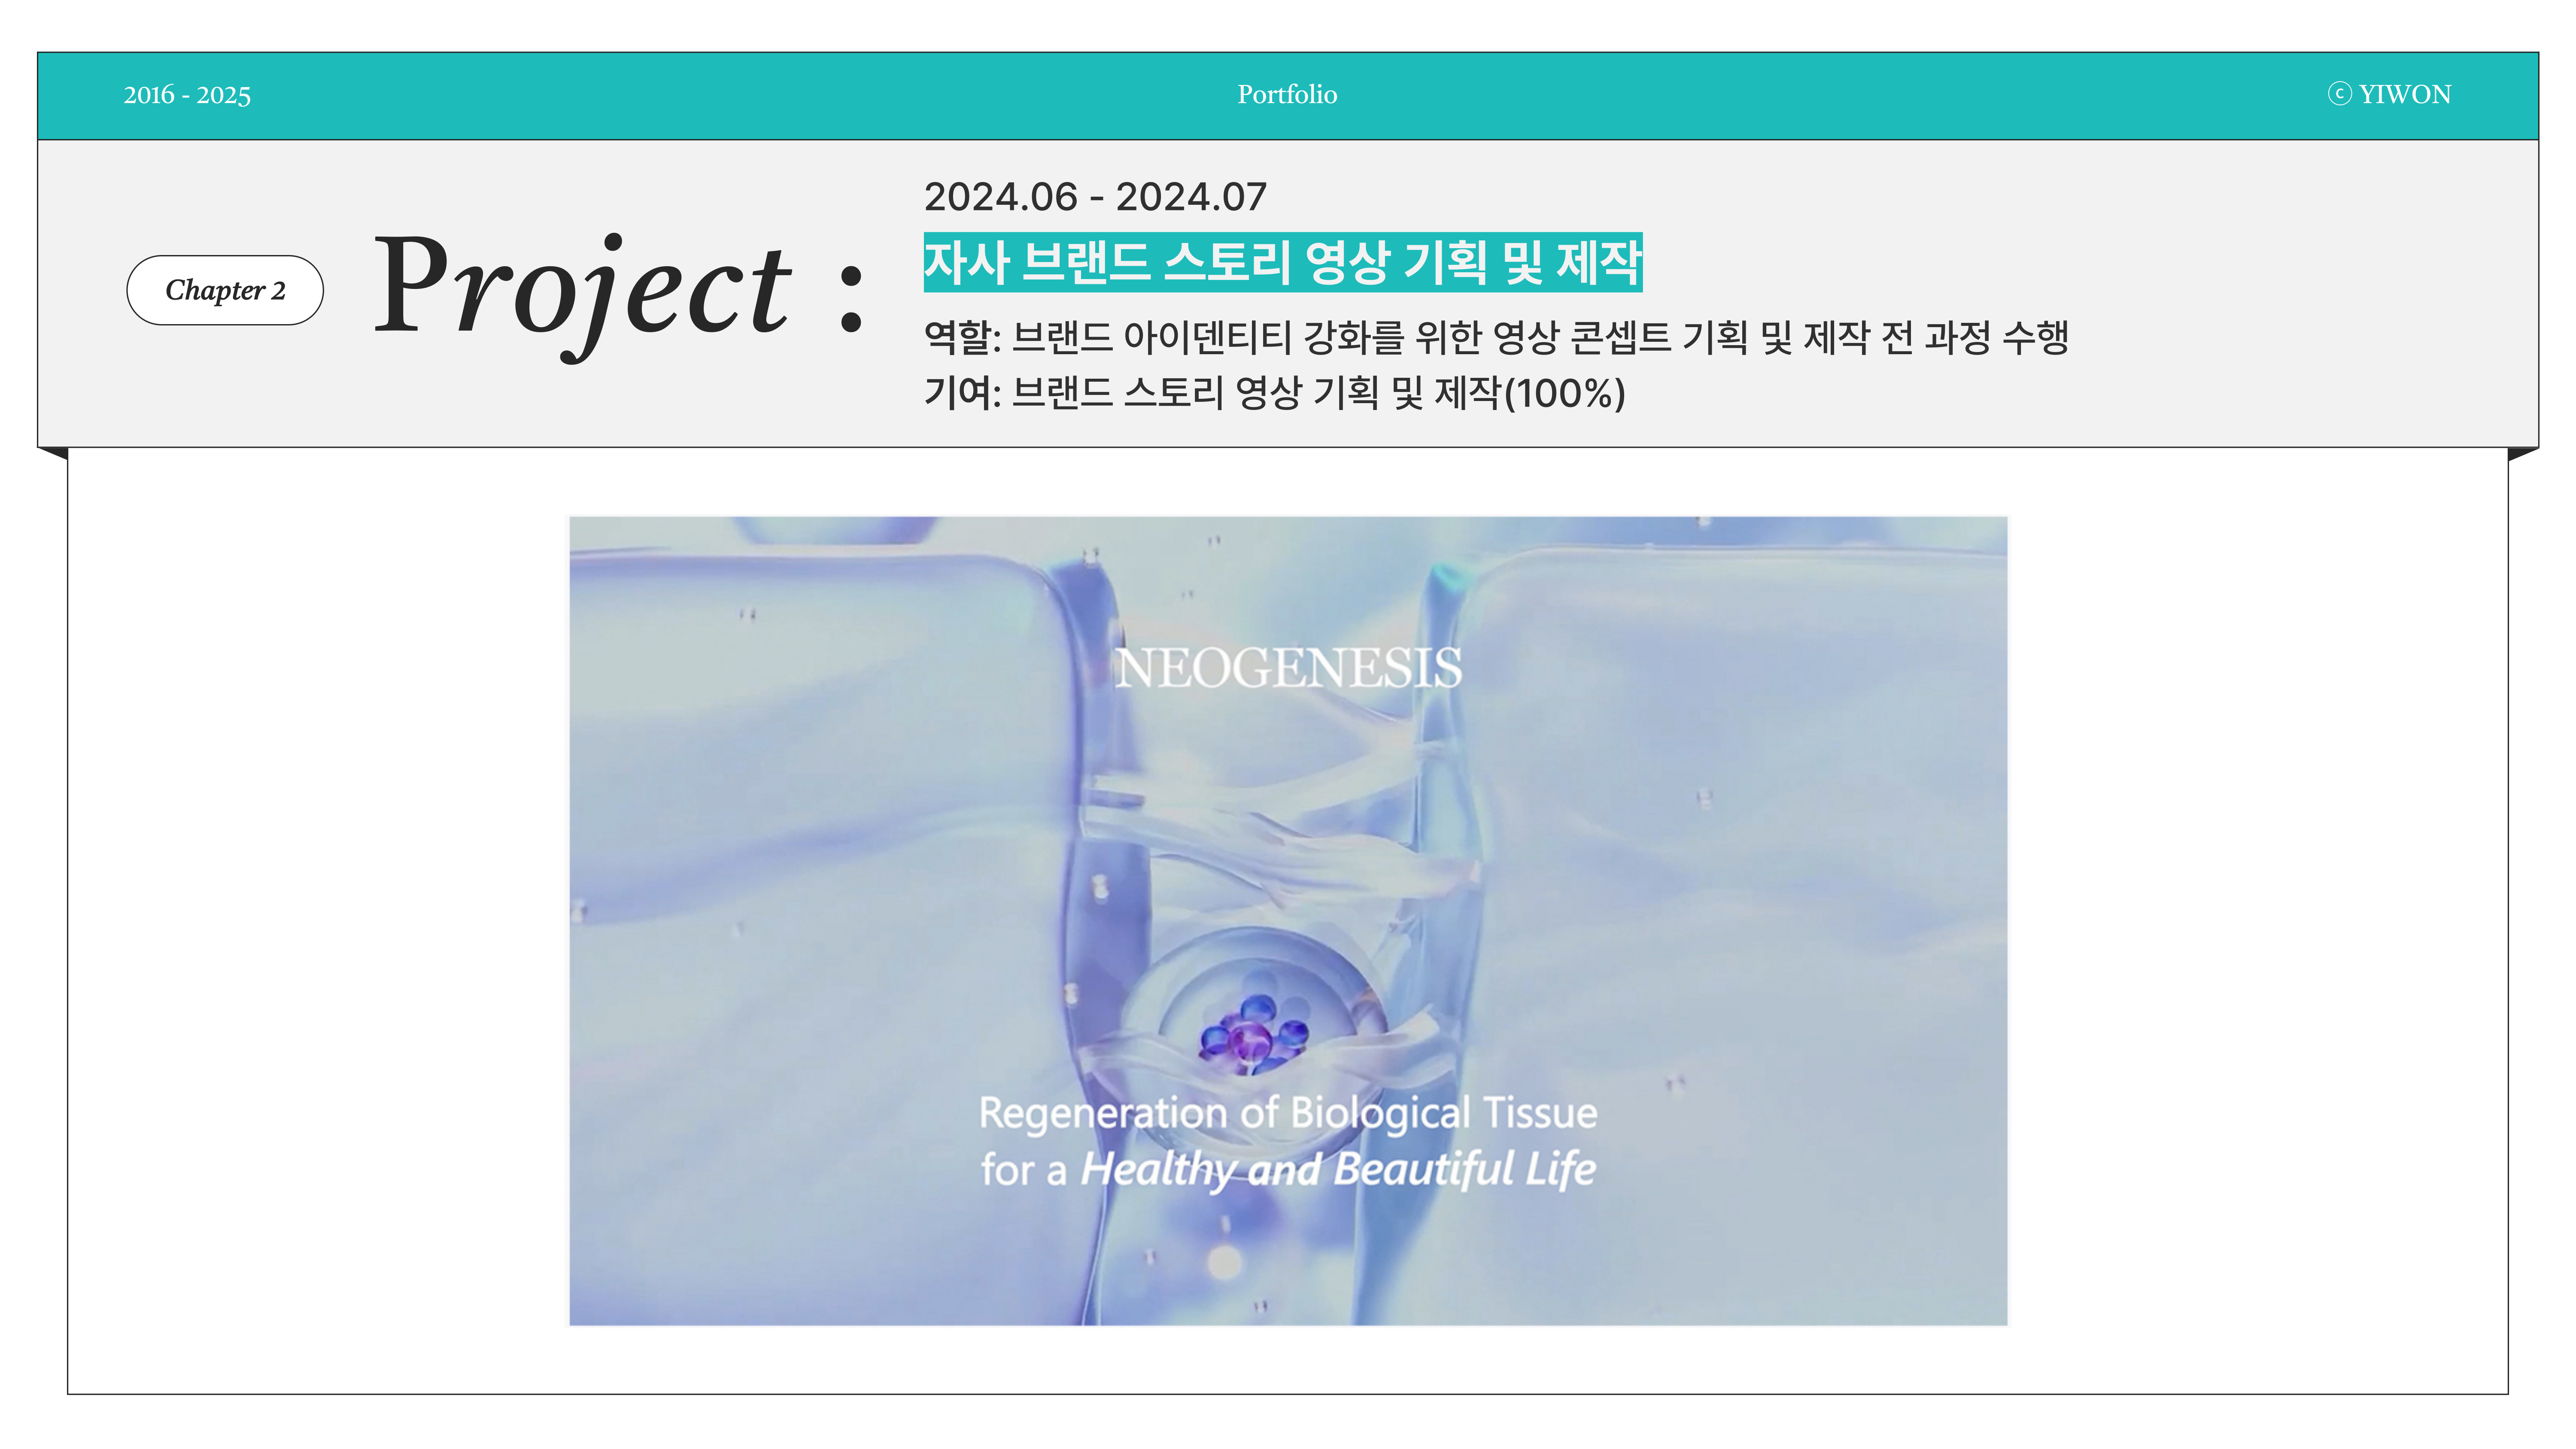 2016 - 2025
Portfolio
ⓒ YIWON
Chapter 2
Project :
2024.06 - 2024.07
자사 브랜드 스토리 영상 기획 및 제작
역할: 브랜드 아이덴티티 강화를 위한 영상 콘셉트 기획 및 제작 전 과정 수행
기여: 브랜드 스토리 영상 기획 및 제작(100%)
NEOGENESIS
Regeneration of Biological Tissue
for a Healthy and Beautiful Life